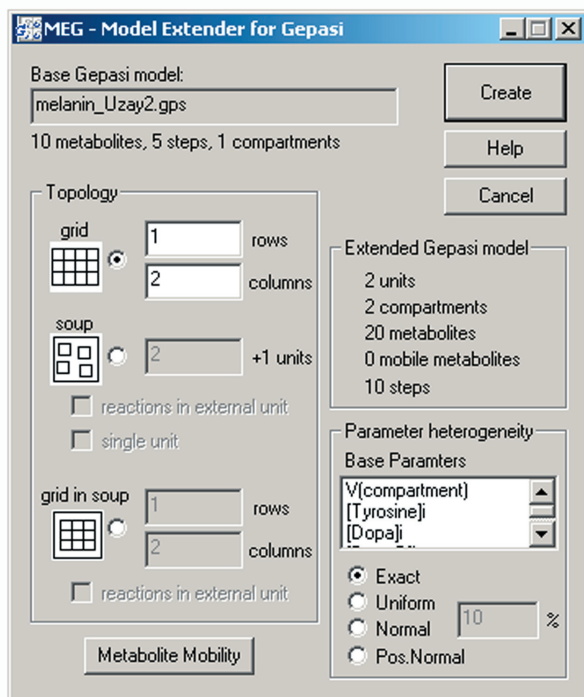 MEG - Model Extender for Gepasi
Base Gepasi model:
melanin_Uzay2.gps
10 metabolites, 5 steps, 1 compartments
Create
Help
Cancel
Topology
grid
1 rows
2 columns
soup
2 +1 units
reactions in external unit
single unit
grid in soup
1 rows
2 columns
reactions in external unit
Metabolite Mobility
Extended Gepasi model
2 units
2 compartments
20 metabolites
0 mobile metabolites
10 steps
Parameter heterogeneity
Base Paramters
V(compartment)
[Tyrosine]i
[Dopa]i
Exact
Uniform
Normal
10 %
Pos.Normal